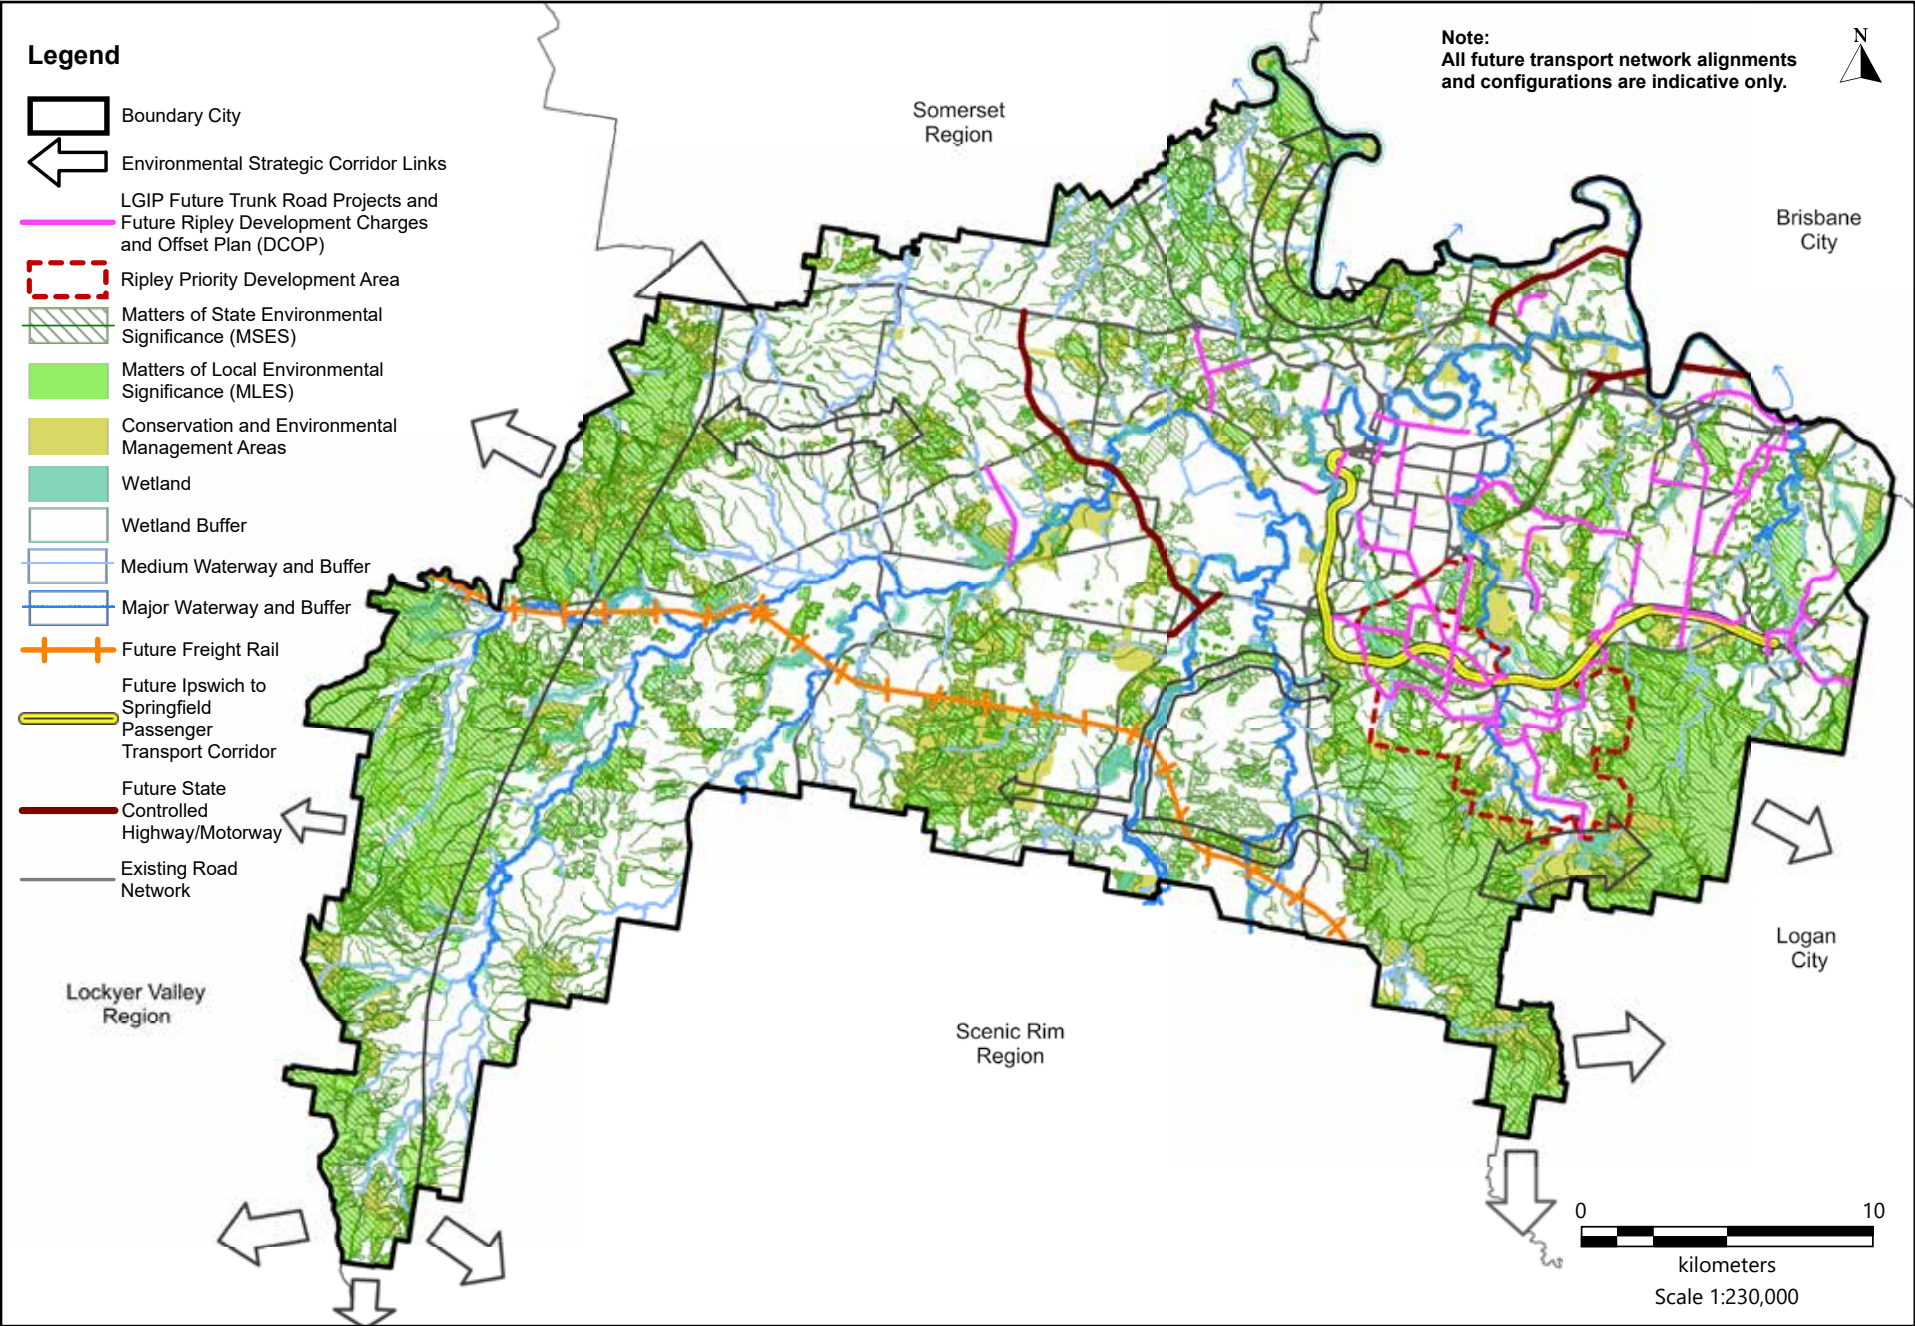 Legend
Boundary City
Environmental Strategic Corridor Links
LGIP Future Trunk Road Projects and
Future Ripley Development Charges
and Offset Plan (DCOP)
Ripley Priority Development Area
Matters of State Environmental
Significance (MSES)
Matters of Local Environmental
Significance (MLES)
Conservation and Environmental
Management Areas
Wetland
Wetland Buffer
Medium Waterway and Buffer
Major Waterway and Buffer
Future Freight Rail
Future Ipswich to
Springfield
Passenger
Transport Corridor
Future State
Controlled
Highway/Motorway
Existing Road
Network
Note:
All future transport network alignments
and configurations are indicative only.
N
Somerset
Region
Brisbane
City
Lockyer Valley
Region
Scenic Rim
Region
Logan
City
0 10
kilometers
Scale 1:230,000